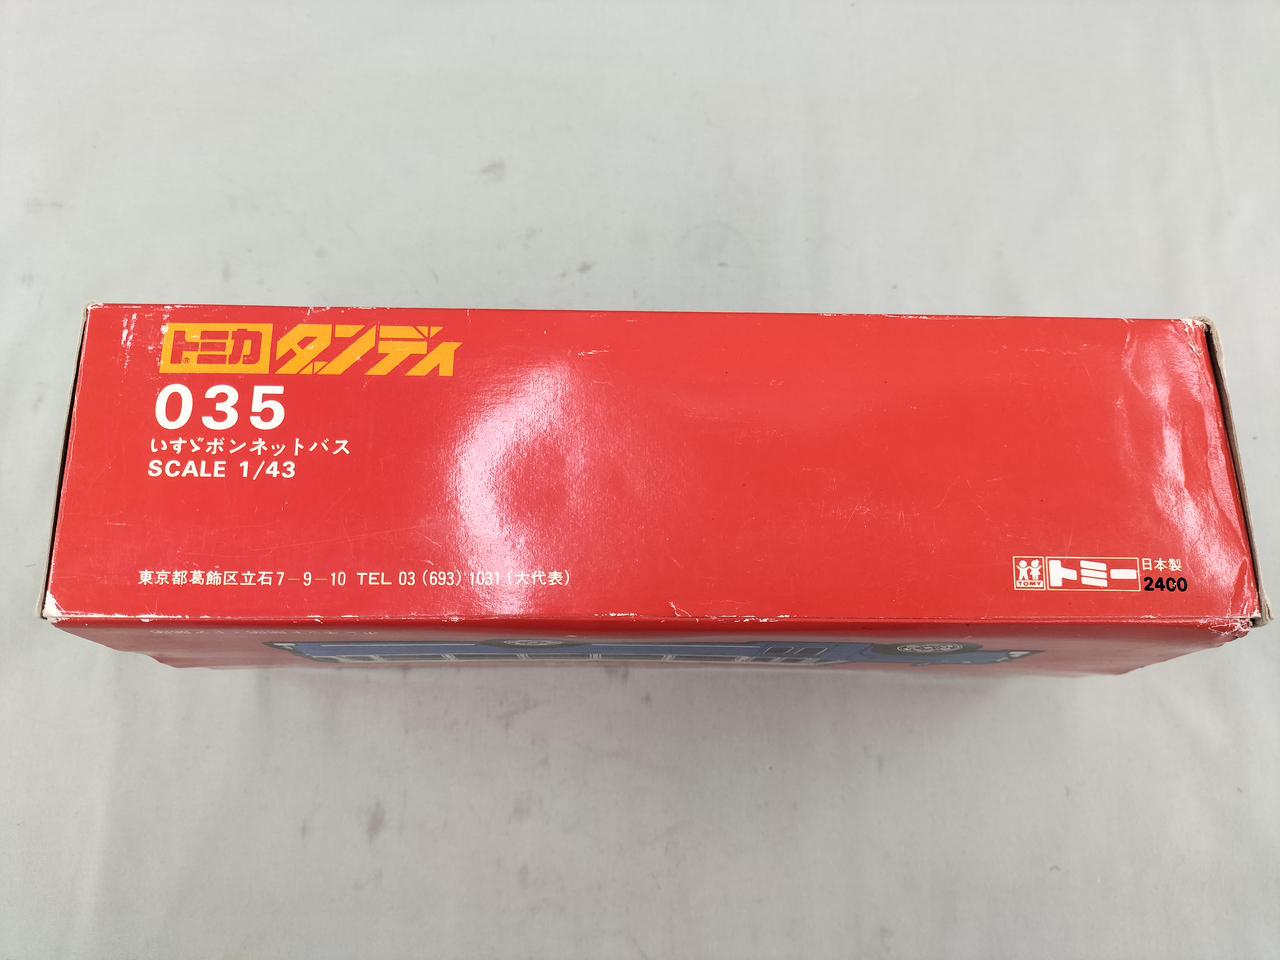 トミカ® ダンディ
035
いすゞボンネットバス
SCALE 1/43
東京都葛飾区立石7-9-10 TEL 03(693)1031(大代表)
TOMY トミー 日本製
2400